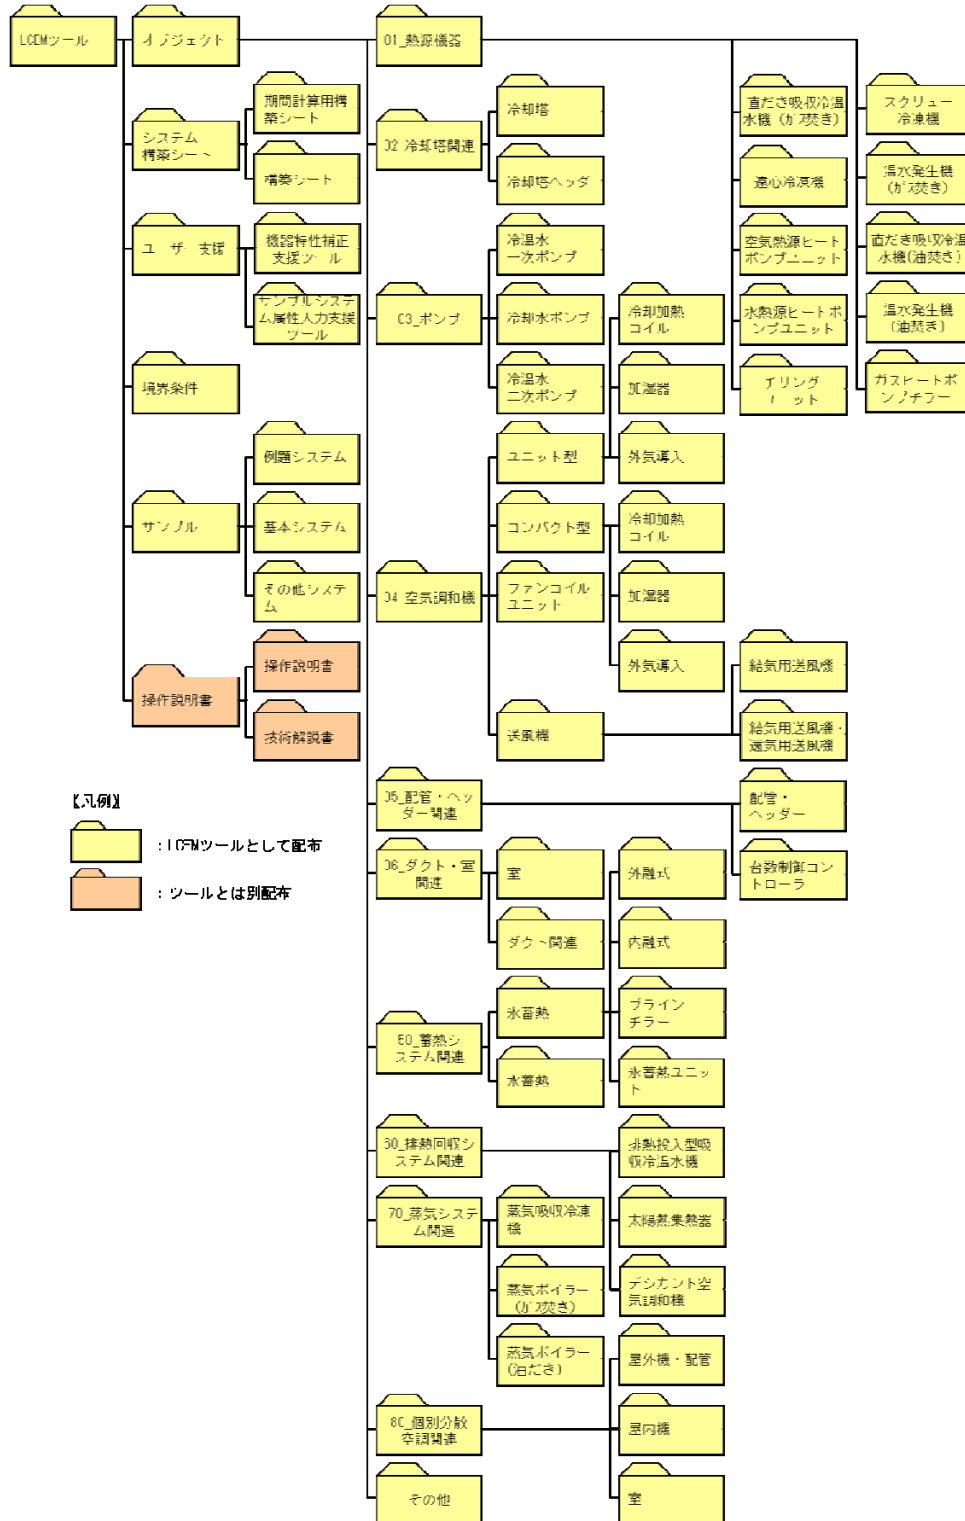 LCEMツール
オブジェクト
システム
構築シート
期間計算用構
築シート
構築シート
ユーザー支援
機器特性補正
支援ツール
サンプルシステ
ム属性入力支援
ツール
境界条件
サンプル
例題システム
基本システム
その他システ
ム
操作説明書
操作説明書
技術解説書
【凡例】
：LCEMツールとして配布
：ツールとは別配布
01_熱源機器
直だき吸収冷温
水機（ｶﾞｽ焚き）
遠心冷凍機
空気熱源ヒート
ポンプユニット
水熱源ヒートポ
ンプユニット
チリング
ユニット
スクリュー
冷凍機
温水発生機
（ｶﾞｽ焚き）
直だき吸収冷温
水機(油焚き)
温水発生機
（油焚き）
ガスヒートポ
ンプチラー
02_冷却塔関連
冷却塔
冷却塔ヘッダ
03_ポンプ
冷温水
一次ポンプ
冷却水ポンプ
冷温水
二次ポンプ
04_空気調和機
ユニット型
冷却加熱
コイル
加湿器
外気導入
コンパクト型
ファンコイル
ユニット
冷却加熱
コイル
加湿器
外気導入
送風機
給気用送風機
給気用送風機・
還気用送風機
05_配管・ヘッ
ダー関連
配管・
ヘッダー
台数制御コン
トローラ
06_ダクト・室
関連
室
ダクト関連
50_蓄熱シ
ステム関連
氷蓄熱
外融式
内融式
ブライン
チラー
氷蓄熱ユニッ
ト
水蓄熱
60_排熱回収シ
ステム関連
排熱投入型吸
収冷温水機
太陽熱集熱器
デシカント空
気調和機
70_蒸気システ
ム関連
蒸気吸収冷凍
機
蒸気ボイラー
（ｶﾞｽ焚き）
蒸気ボイラー
(油だき)
80_個別分散
空調関連
屋外機・配管
屋内機
室
その他